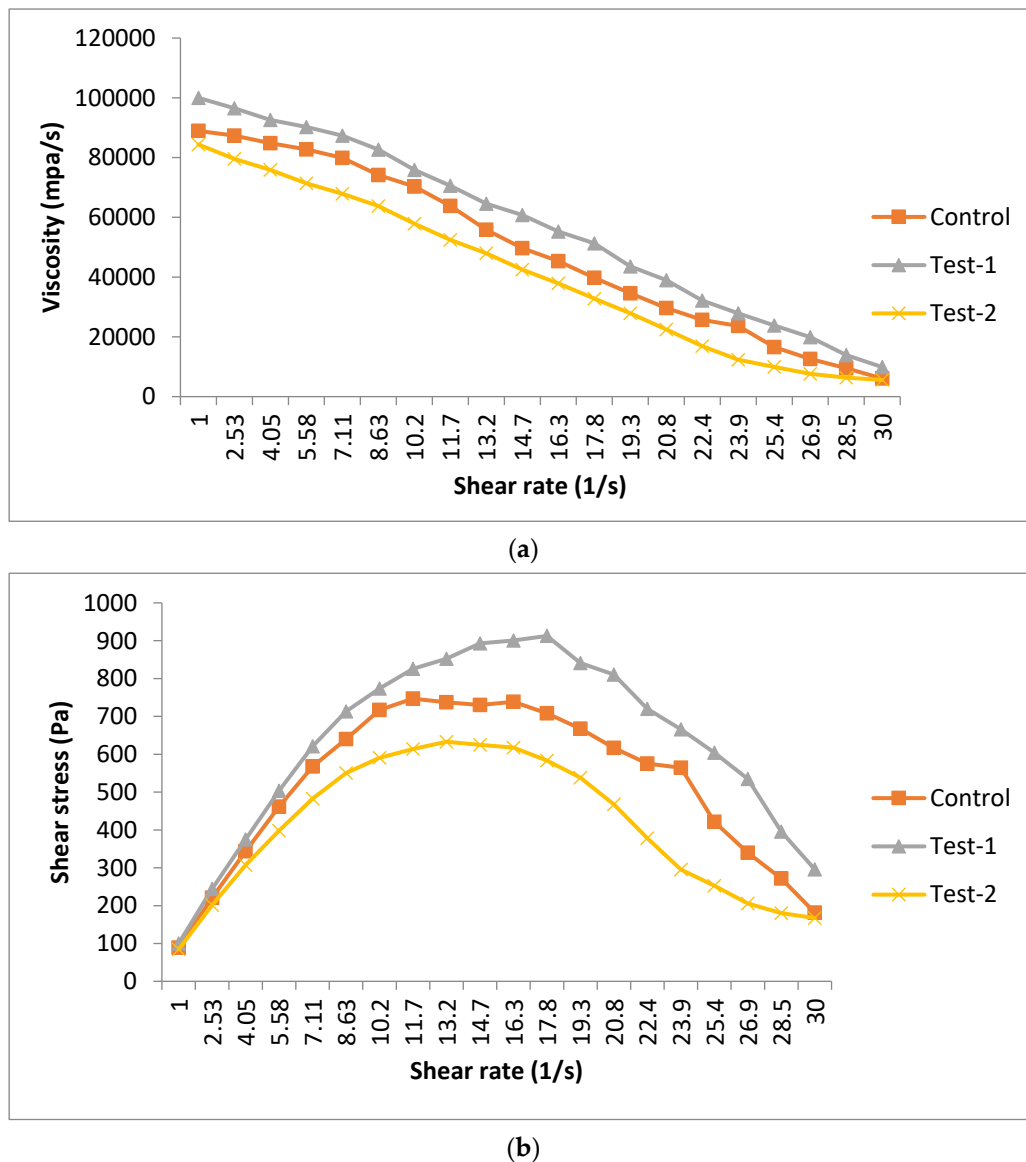 120000
100000
80000
60000
40000
20000
0
Viscosity (mpa/s)
1 2.53 4.05 5.58 7.11 8.63 10.2 11.7 13.2 14.7 16.3 17.8 19.3 20.8 22.4 23.9 25.4 26.9 28.5 30
Shear rate (1/s)
Control
Test-1
Test-2
(a)
1000
900
800
700
600
500
400
300
200
100
0
Shear stress (Pa)
1 2.53 4.05 5.58 7.11 8.63 10.2 11.7 13.2 14.7 16.3 17.8 19.3 20.8 22.4 23.9 25.4 26.9 28.5 30
Shear rate (1/s)
Control
Test-1
Test-2
(b)